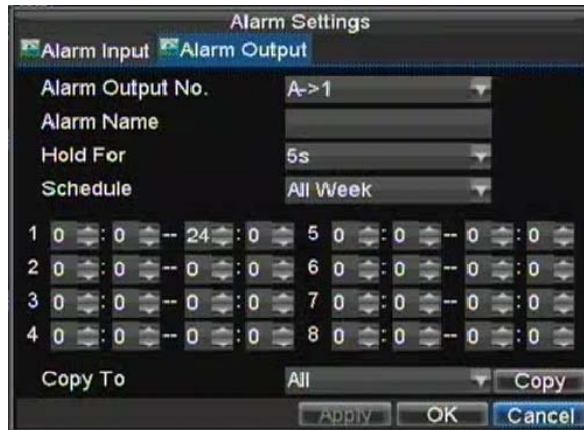 Alarm Settings
Alarm Input Alarm Output
Alarm Output No. A->1
Alarm Name
Hold For 5s
Schedule All Week
1 0 : 0 -- 24 : 0 5 0 : 0 -- 0 : 0
2 0 : 0 -- 0 : 0 6 0 : 0 -- 0 : 0
3 0 : 0 -- 0 : 0 7 0 : 0 -- 0 : 0
4 0 : 0 -- 0 : 0 8 0 : 0 -- 0 : 0
Copy To All Copy
Apply OK Cancel